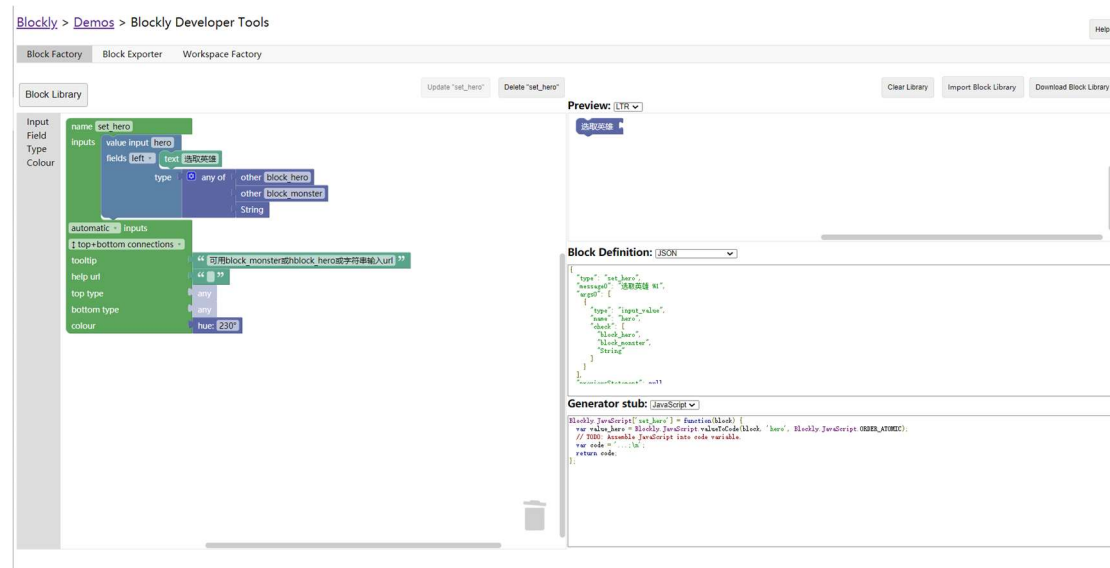 Blockly > Demos > Blockly Developer Tools
Help
Block Factory Block Exporter Workspace Factory
Block Library
Update "set_hero" Delete "set_hero"
Clear Library Import Block Library Download Block Library
Preview: LTR
Input
Field
Type
Colour
name set_hero
inputs value input hero
fields left text 选取英雄
type any of other block_hero
other block_monster
String
automatic inputs
↕ top+bottom connections
tooltip “ 可用block_monster或hblock_hero或字符串输入url ”
help url “ ”
top type any
bottom type any
colour hue: 230°
选取英雄
Block Definition: JSON
{
"type": "set_hero",
"message0": "选取英雄 %1",
"args0": [
{
"type": "input_value",
"name": "hero",
"check": [
"block_hero",
"block_monster",
"String"
]
}
],
"previousStatement": null
Generator stub: JavaScript
Blockly.JavaScript['set_hero'] = function(block) {
var value_hero = Blockly.JavaScript.valueToCode(block, 'hero', Blockly.JavaScript.ORDER_ATOMIC);
// TODO: Assemble JavaScript into code variable.
var code = '...;\n';
return code;
};